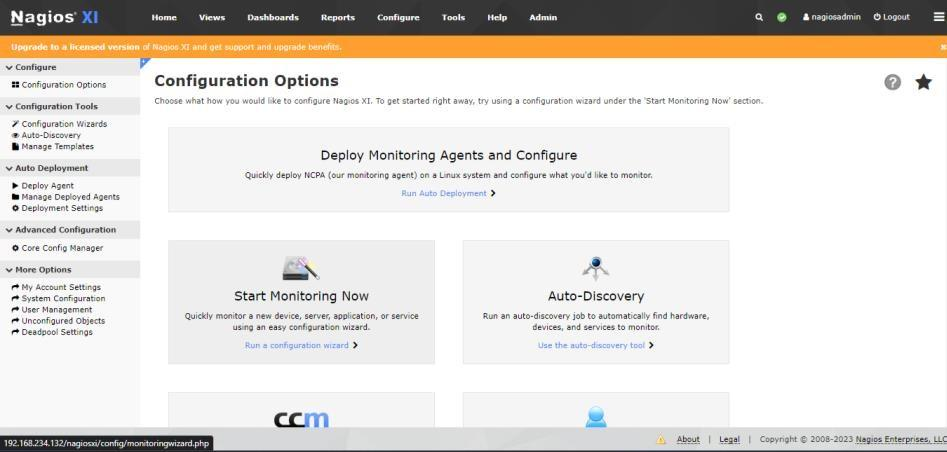 Nagios® XI
Home Views Dashboards Reports Configure Tools Help Admin
nagiosadmin Logout
Upgrade to a licensed version of Nagios XI and get support and upgrade benefits.
Configure
Configuration Options
Configuration Tools
Configuration Wizards
Auto-Discovery
Manage Templates
Auto Deployment
Deploy Agent
Manage Deployed Agents
Deployment Settings
Advanced Configuration
Core Config Manager
More Options
My Account Settings
System Configuration
User Management
Unconfigured Objects
Deadpool Settings
Configuration Options
Choose what how you would like to configure Nagios XI. To get started right away, try using a configuration wizard under the 'Start Monitoring Now' section.
Deploy Monitoring Agents and Configure
Quickly deploy NCPA (our monitoring agent) on a Linux system and configure what you'd like to monitor.
Run Auto Deployment
Start Monitoring Now
Quickly monitor a new device, server, application, or service
using an easy configuration wizard.
Run a configuration wizard
Auto-Discovery
Run an auto-discovery job to automatically find hardware,
devices, and services to monitor.
Use the auto-discovery tool
ccm
192.168.234.132/nagiosxi/config/monitoringwizard.php
About | Legal | Copyright © 2008-2023 Nagios Enterprises, LLC